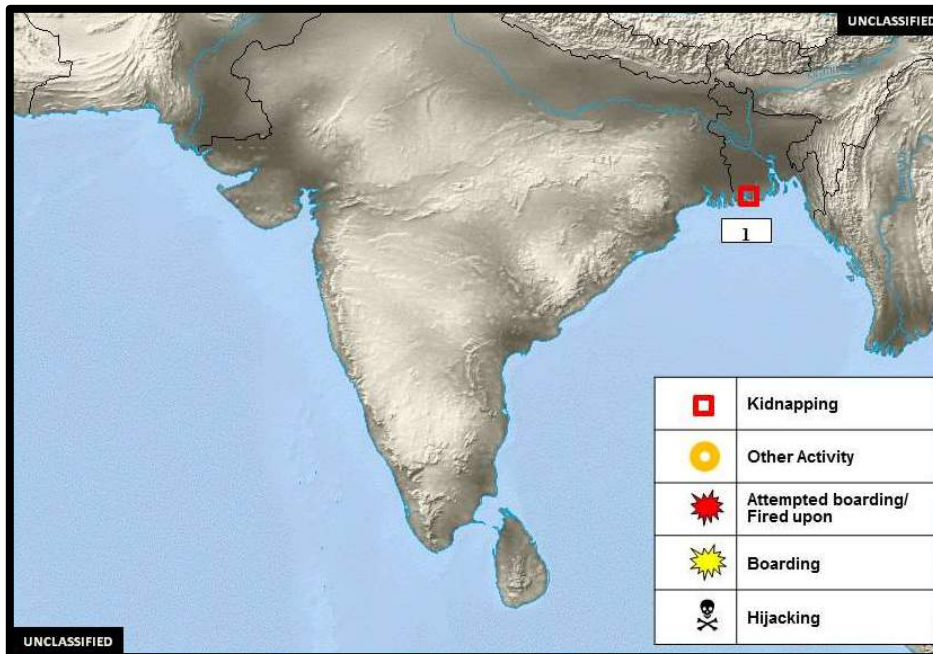 UNCLASSIFIED
1
Kidnapping
Other Activity
Attempted boarding/
Fired upon
Boarding
Hijacking
UNCLASSIFIED